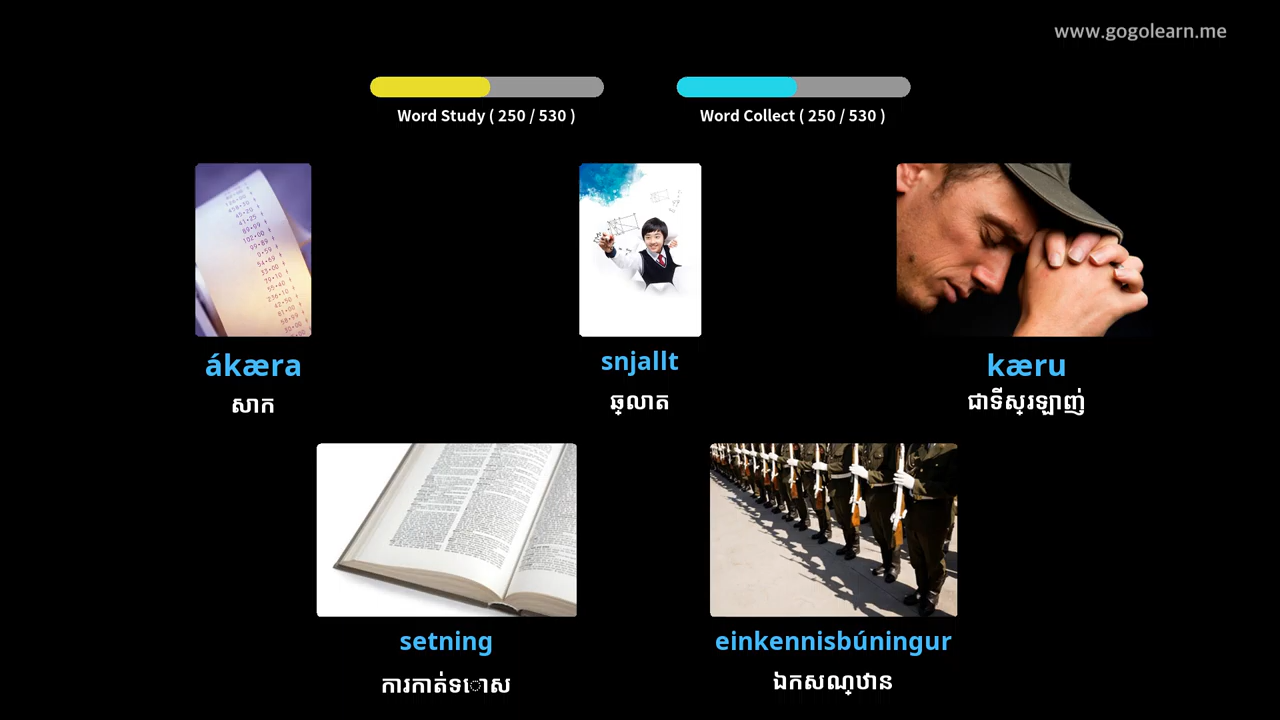 www.gogolearn.me
Word Study ( 250 / 530 )
Word Collect ( 250 / 530 )
ákæra
សាក
snjallt
ឆ្លាត
kæru
ជាទីស្រឡាញ់
setning
ការកាត់ទោស
einkennisbúningur
ឯកសណ្ឋាន